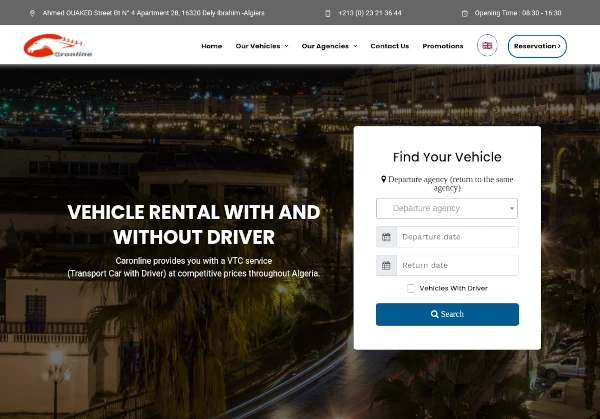 Ahmed OUAKED Street Bt N° 4 Apartment 28, 16320 Dely Ibrahim -Algiers
+213 (0) 23 21 36 44
Opening Time : 08:30 - 16:30
@ronline
Home
Our Vehicles
Our Agencies
Contact Us
Promotions
Reservation
Find Your Vehicle
Departure agency (return to the same
agency)
Departure agency
Departure date
Return date
Vehicles With Driver
Search
VEHICLE RENTAL WITH AND
WITHOUT DRIVER
Caronline provides you with a VTC service
(Transport Car with Driver) at competitive prices throughout Algeria.